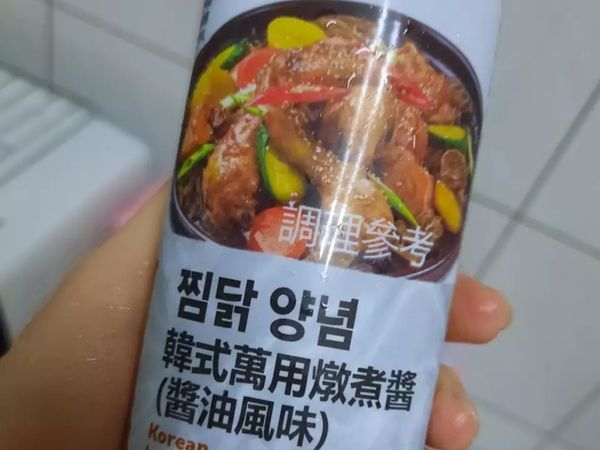 調理參考
찜닭 양념
韓式萬用燉煮醬
(醬油風味)
Korean